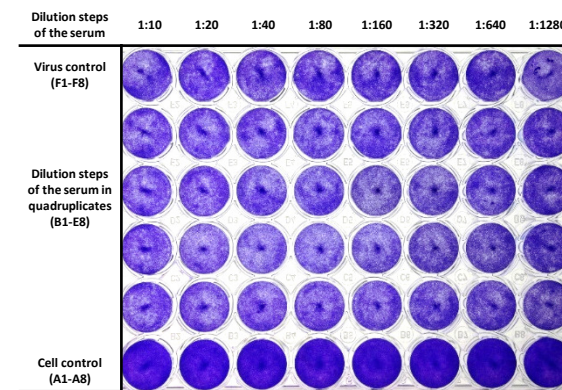 Dilution steps
of the serum
1:10 1:20 1:40 1:80 1:160 1:320 1:640 1:1280
Virus control
(F1-F8)
Dilution steps
of the serum in
quadruplicates
(B1-E8)
Cell control
(A1-A8)